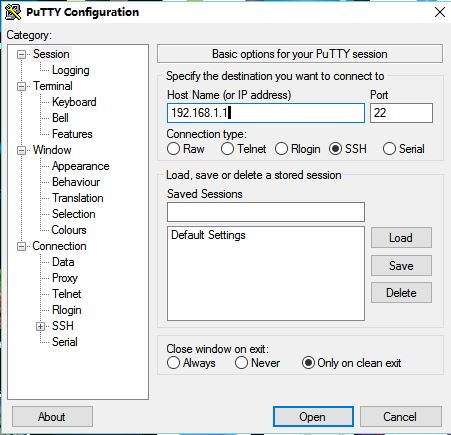 PuTTY Configuration
Category:
Session
Logging
Terminal
Keyboard
Bell
Features
Window
Appearance
Behaviour
Translation
Selection
Colours
Connection
Data
Proxy
Telnet
Rlogin
SSH
Serial
Basic options for your PuTTY session
Specify the destination you want to connect to
Host Name (or IP address) Port
192.168.1.1 22
Connection type:
Raw Telnet Rlogin SSH Serial
Load, save or delete a stored session
Saved Sessions
Default Settings
Load
Save
Delete
Close window on exit:
Always Never Only on clean exit
About Open Cancel